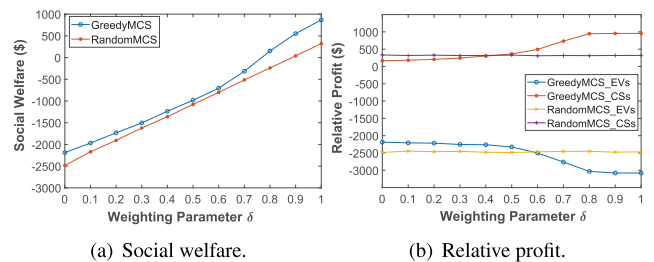 GreedyMCS
RandomMCS
1000
500
0
-500
-1000
-1500
-2000
-2500
-3000
Social Welfare ($)
0 0.1 0.2 0.3 0.4 0.5 0.6 0.7 0.8 0.9 1
Weighting Parameter δ
(a) Social welfare.
1000
500
0
-500
-1000
-1500
-2000
-2500
-3000
Relative Profit ($)
GreedyMCS_EVs
GreedyMCS_CSs
RandomMCS_EVs
RandomMCS_CSs
0 0.1 0.2 0.3 0.4 0.5 0.6 0.7 0.8 0.9 1
Weighting Parameter δ
(b) Relative profit.